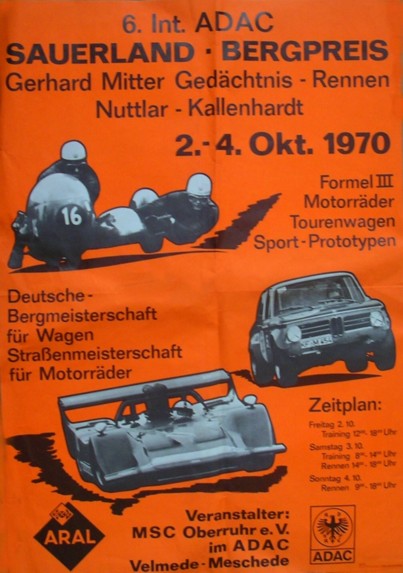 6. Int. ADAC
SAUERLAND · BERGPREIS
Gerhard Mitter Gedächtnis - Rennen
Nuttlar - Kallenhardt
2.- 4. Okt. 1970
Formel III
Motorräder
Tourenwagen
Sport - Prototypen
16
Deutsche -
Bergmeisterschaft
für Wagen
Straßenmeisterschaft
für Motorräder
Zeitplan:
Freitag 2. 10.
Training 12⁰⁰ - 18⁰⁰ Uhr
Samstag 3. 10.
Training 8⁰⁰ - 14⁰⁰ Uhr
Rennen 14⁰⁰ - 18⁰⁰ Uhr
Sonntag 4. 10.
Rennen 9⁰⁰ - 18⁰⁰ Uhr
Veranstalter:
MSC Oberruhr e. V.
im ADAC
Velmede - Meschede
ARAL
ADAC